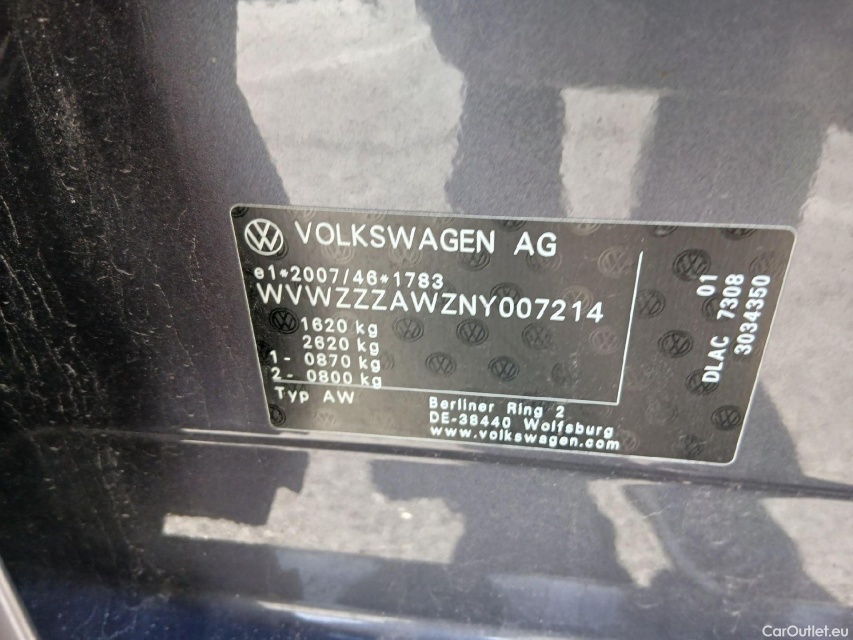 VOLKSWAGEN AG
e1*2007/46*1783
WVWZZZAWZNY007214
1620 kg
2620 kg
1- 0870 kg
2- 0800 kg
Typ AW
Berliner Ring 2
DE-38440 Wolfsburg
www.volkswagen.com
01
DLAC 7308
3034350
CarOutlet.eu